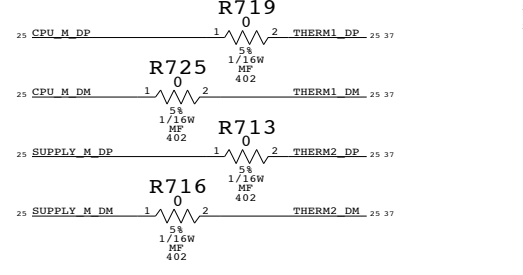 R719
0
25 CPU_M_DP 1 2 THERM1_DP 25 37
5%
1/16W
MF
402
R725
0
25 CPU_M_DM 1 2 THERM1_DM 25 37
5%
1/16W
MF
402
R713
0
25 SUPPLY_M_DP 1 2 THERM2_DP 25 37
5%
1/16W
MF
402
R716
0
25 SUPPLY_M_DM 1 2 THERM2_DM 25 37
5%
1/16W
MF
402